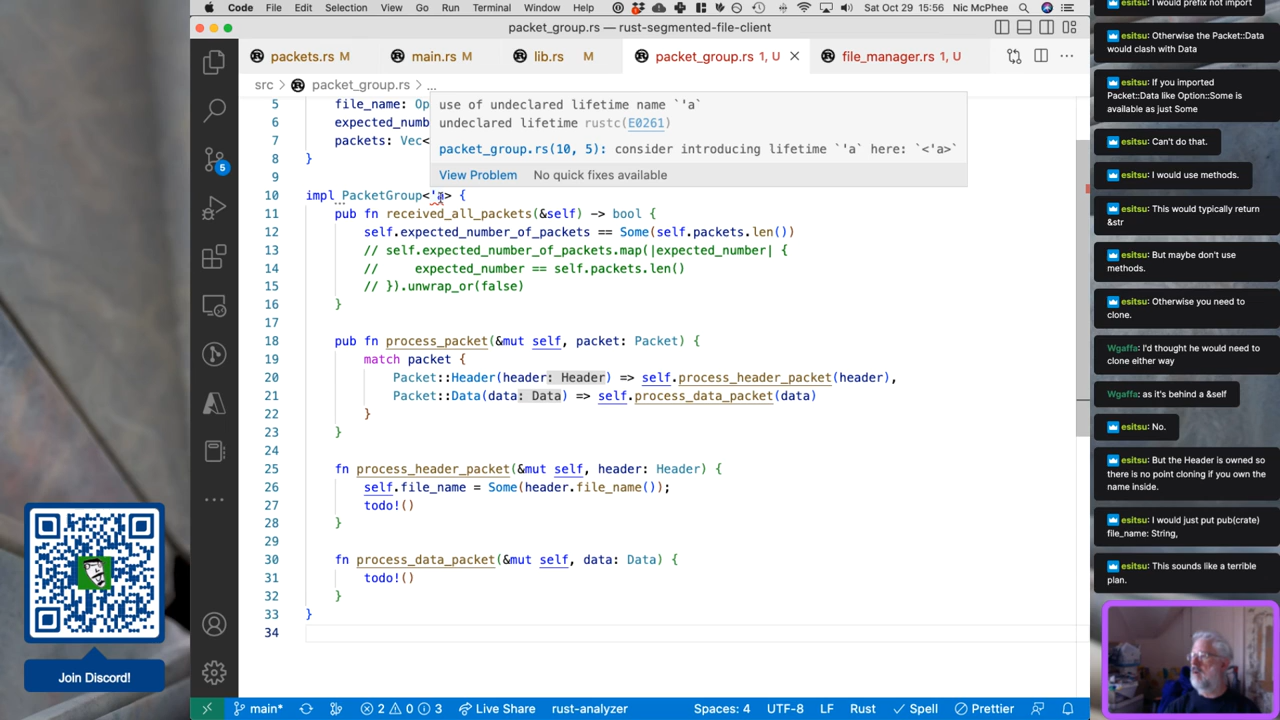 Code File Edit Selection View Go Run Terminal Window Help Sat Oct 29 15:56 Nic McPhee
packet_group.rs — rust-segmented-file-client
packets.rs M main.rs M lib.rs M packet_group.rs 1, U file_manager.rs 1, U
src > packet_group.rs > ...
use of undeclared lifetime name `'a`
undeclared lifetime rustc(E0261)
packet_group.rs(10, 5): consider introducing lifetime `'a` here: `<'a>`
View Problem No quick fixes available
5 file_name: Op
6 expected_numb
7 packets: Vec<
8 }
9
10 impl PacketGroup<'a> {
11 pub fn received_all_packets(&self) -> bool {
12 self.expected_number_of_packets == Some(self.packets.len())
13 // self.expected_number_of_packets.map(|expected_number| {
14 // expected_number == self.packets.len()
15 // }).unwrap_or(false)
16 }
17
18 pub fn process_packet(&mut self, packet: Packet) {
19 match packet {
20 Packet::Header(header: Header) => self.process_header_packet(header),
21 Packet::Data(data: Data) => self.process_data_packet(data)
22 }
23 }
24
25 fn process_header_packet(&mut self, header: Header) {
26 self.file_name = Some(header.file_name());
27 todo!()
28 }
29
30 fn process_data_packet(&mut self, data: Data) {
31 todo!()
32 }
33 }
34
5
main* 2 0 3 Live Share rust-analyzer Spaces: 4 UTF-8 LF Rust Spell Prettier
Join Discord!
esitsu: I would prefix not import
esitsu: Otherwise the Packet::Data
would clash with Data
esitsu: If you imported
Packet::Data like Option::Some is
available as just Some
esitsu: Can't do that.
esitsu: I would use methods.
esitsu: This would typically return
&str
esitsu: But maybe don't use
methods.
esitsu: Otherwise you need to
clone.
Wgaffa: I'd thought he would need to
clone either way
Wgaffa: as it's behind a &self
esitsu: No.
esitsu: But the Header is owned so
there is no point cloning if you own the
name inside.
esitsu: I would just put pub(crate)
file_name: String,
esitsu: This sounds like a terrible
plan.